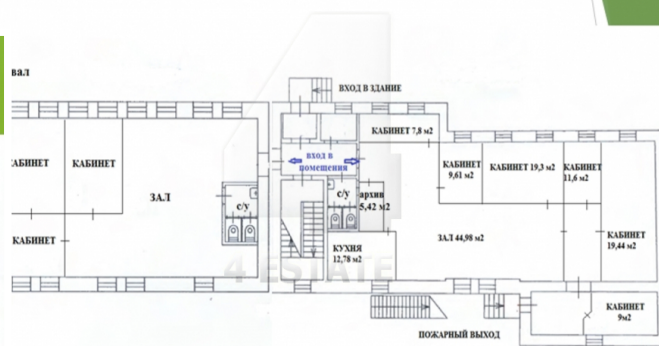 вал
ВХОД В ЗДАНИЕ
КАБИНЕТ 7,8 м2
вход в
помещения
АБИНЕТ
КАБИНЕТ
КАБИНЕТ
9,61 м2
КАБИНЕТ 19,3 м2
КАБИНЕТ
11,6 м2
ЗАЛ
с/у
с/у
архив
5,42 м2
КАБИНЕТ
КУХНЯ
12,78 м2
ЗАЛ 44,98 м2
КАБИНЕТ
19,44 м2
4 ESTATE
КАБИНЕТ
9м2
ПОЖАРНЫЙ ВЫХОД